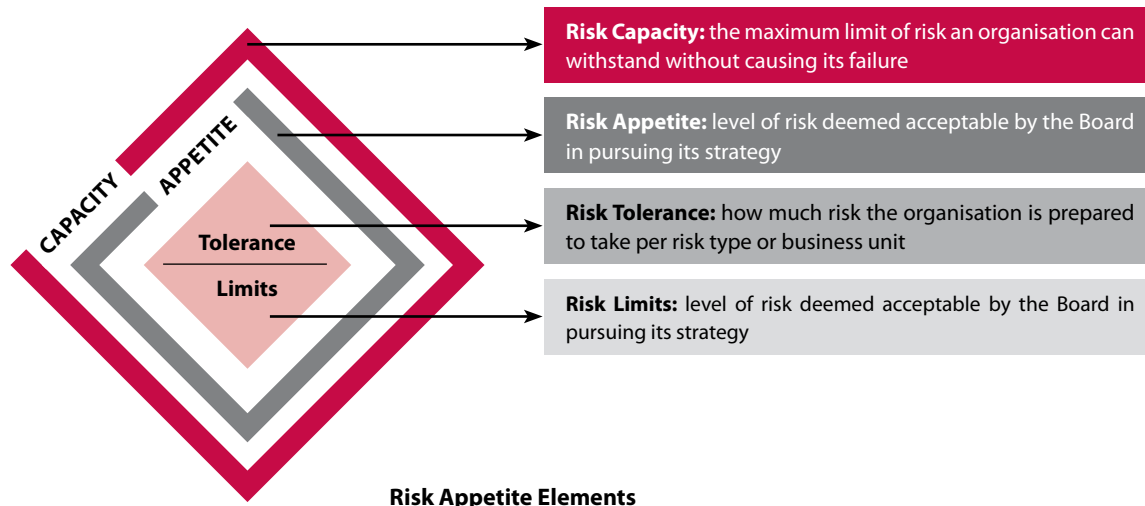 CAPACITY
APPETITE
Tolerance
Limits
Risk Capacity: the maximum limit of risk an organisation can
withstand without causing its failure
Risk Appetite: level of risk deemed acceptable by the Board
in pursuing its strategy
Risk Tolerance: how much risk the organisation is prepared
to take per risk type or business unit
Risk Limits: level of risk deemed acceptable by the Board in
pursuing its strategy
Risk Appetite Elements